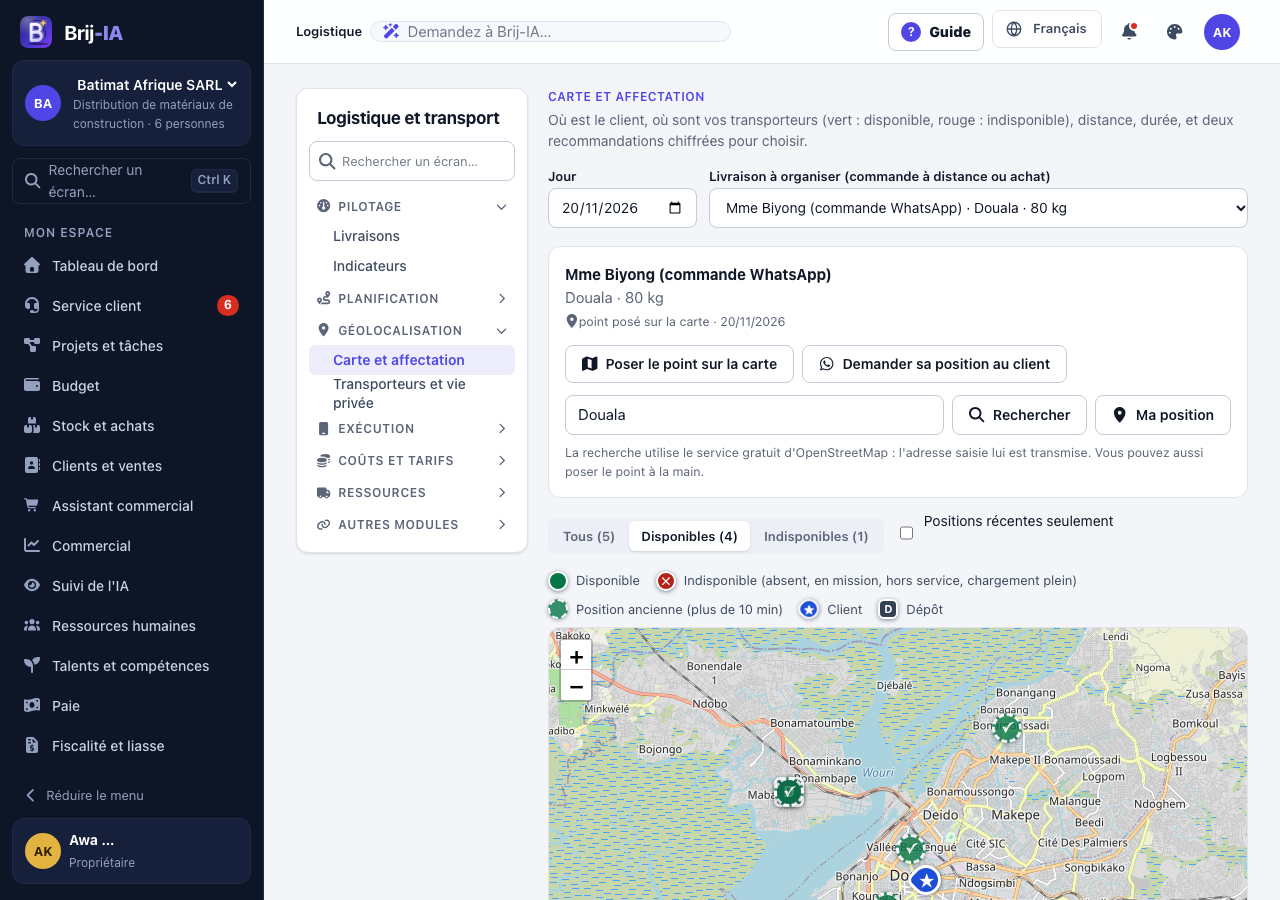 Brij-IA
BA
Batimat Afrique SARL
Distribution de matériaux de
construction · 6 personnes
Rechercher un
écran...
Ctrl K
MON ESPACE
Tableau de bord
Service client
6
Projets et tâches
Budget
Stock et achats
Clients et ventes
Assistant commercial
Commercial
Suivi de l'IA
Ressources humaines
Talents et compétences
Paie
Fiscalité et liasse
Réduire le menu
AK
Awa ...
Propriétaire
Logistique
Demandez à Brij-IA...
? Guide
Français
AK
Logistique et transport
Rechercher un écran...
PILOTAGE
Livraisons
Indicateurs
PLANIFICATION
GÉOLOCALISATION
Carte et affectation
Transporteurs et vie
privée
EXÉCUTION
COÛTS ET TARIFS
RESSOURCES
AUTRES MODULES
CARTE ET AFFECTATION
Où est le client, où sont vos transporteurs (vert : disponible, rouge : indisponible), distance, durée, et deux
recommandations chiffrées pour choisir.
Jour
Livraison à organiser (commande à distance ou achat)
20/11/2026
Mme Biyong (commande WhatsApp) · Douala · 80 kg
Mme Biyong (commande WhatsApp)
Douala · 80 kg
point posé sur la carte · 20/11/2026
Poser le point sur la carte
Demander sa position au client
Douala
Rechercher
Ma position
La recherche utilise le service gratuit d'OpenStreetMap : l'adresse saisie lui est transmise. Vous pouvez aussi
poser le point à la main.
Tous (5)
Disponibles (4)
Indisponibles (1)
Positions récentes seulement
Disponible
Indisponible (absent, en mission, hors service, chargement plein)
Position ancienne (plus de 10 min)
Client
D Dépôt
Bakoko
Lendi
+
−
Bonendale
1
Ngoma
Bayis
Djébalé
Bonangang
Zusa Bassa
Minkwélé
Ndobo
Bonagang
Bonamatoumbe
Bomkoul
Bojongo
Bonaminkano
Makepe II
Bonamoussadi
Logbessou
II
Wouri
Bonambape
Logpom
Bonamoussongo
Malangue
Ndoghem
Deido
Makepe
Beedi
Cité SIC
Cité Des Palmiers
Bassa
Songbikako
Bonanjo
Ndogsimbi